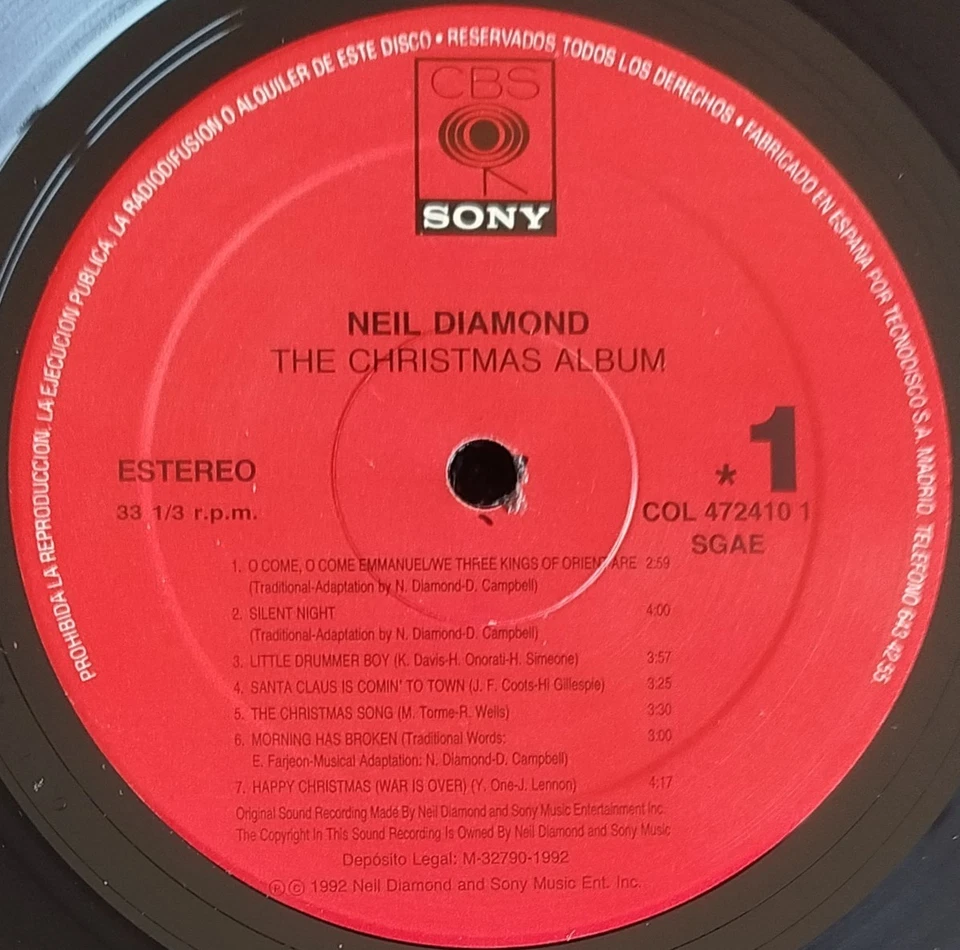 PROHIBIDA LA REPRODUCCION. LA EJECUCION PUBLICA. LA RADIODIFUSION O ALQUILER DE ESTE DISCO • RESERVADOS TODOS LOS DERECHOS • FABRICADO EN ESPAÑA POR TECNODISCO S.A. MADRID. TELEFONO 643 42 55.
CBS
SONY
NEIL DIAMOND
THE CHRISTMAS ALBUM
ESTEREO
33 1/3 r.p.m.
* 1
COL 472410 1
SGAE
1. O COME, O COME EMMANUEL/WE THREE KINGS OF ORIENT ARE 2:59
(Traditional-Adaptation by N. Diamond-D. Campbell)
2. SILENT NIGHT 4:00
(Traditional-Adaptation by N. Diamond-D. Campbell)
3. LITTLE DRUMMER BOY (K. Davis-H. Onorati-H. Simeone) 3:57
4. SANTA CLAUS IS COMIN' TO TOWN (J. F. Coots-Hi Gillespie) 3:25
5. THE CHRISTMAS SONG (M. Torme-R. Wells) 3:30
6. MORNING HAS BROKEN (Traditional Words: 3:00
E. Farjeon-Musical Adaptation: N. Diamond-D. Campbell)
7. HAPPY CHRISTMAS (WAR IS OVER) (Y. One-J. Lennon) 4:17
Original Sound Recording Made By Neil Diamond and Sony Music Entertainment Inc.
The Copyright In This Sound Recording Is Owned By Neil Diamond and Sony Music
Depósito Legal: M-32790-1992
℗ © 1992 Neil Diamond and Sony Music Ent. Inc.